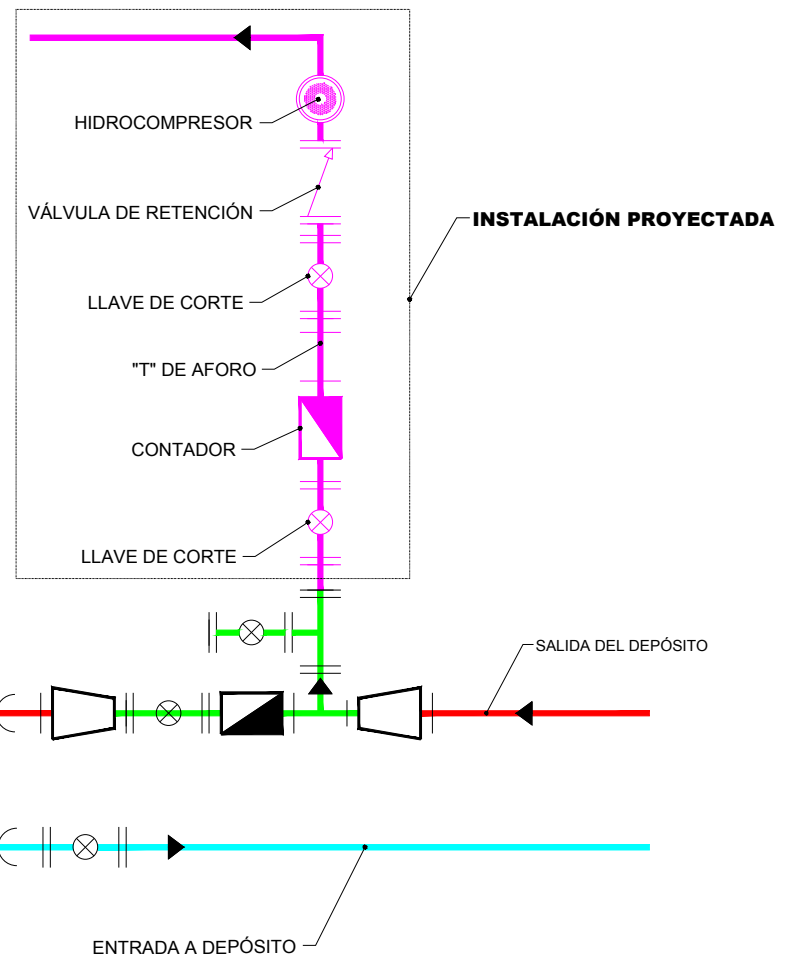 HIDROCOMPRESOR
VÁLVULA DE RETENCIÓN
INSTALACIÓN PROYECTADA
LLAVE DE CORTE
"T" DE AFORO
CONTADOR
LLAVE DE CORTE
SALIDA DEL DEPÓSITO
ENTRADA A DEPÓSITO